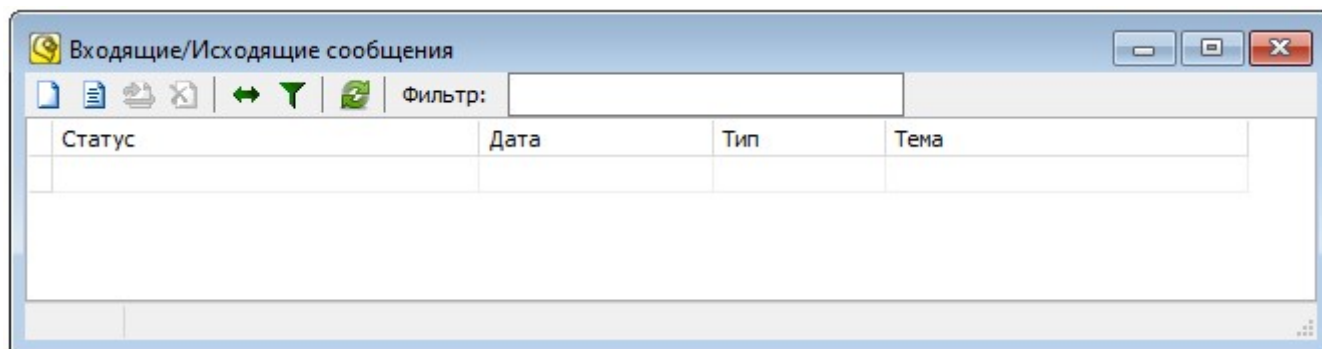 Входящие/Исходящие сообщения
Фильтр:
Статус Дата Тип Тема